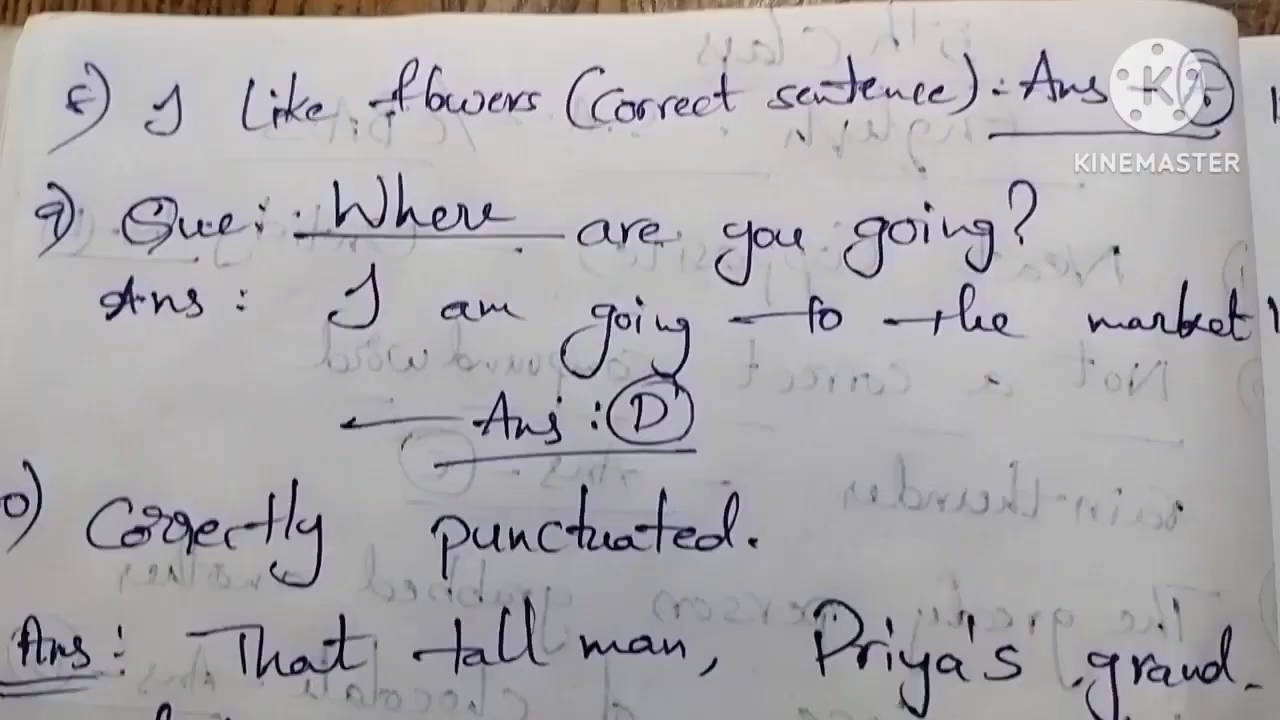 8) I like flowers (correct sentence). Ans
KINEMASTER
9) Que: Where are you going?
Ans: I am going to the market
Ans: D
0) Correctly punctuated.
Ans: That tall man, Priya's grand